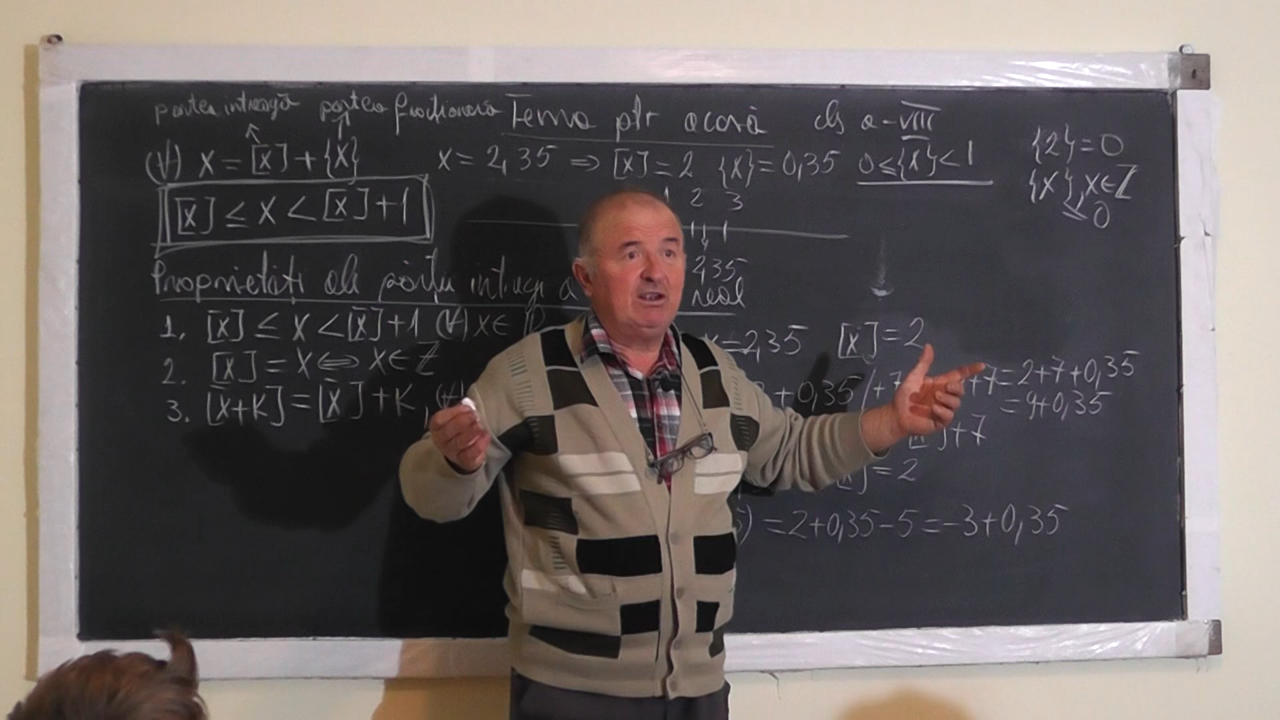 partea întreagă partea fracționară Tema ptr acasă cls a-VIII
(∀) x = [x] + {x} x = 2,35 ⇒ [x] = 2 {x} = 0,35 0 ≤ {x} < 1
{2} = 0
{x}, x ∈ Z
= 0
[x] ≤ x < [x] + 1
2 3
2,35
Proprietăți ale părții întregi a real
1. [x] ≤ x < [x] + 1 (∀) x ∈ R
x = 2,35 [x] = 2
2. [x] = x ⇔ x ∈ Z
+ 0,35 /+7 +7 = 2+7+0,35
= 9+0,35
3. [x+K] = [x] + K, (∀)
[x] + 7
[x] = 2
) = 2+0,35-5 = -3+0,35